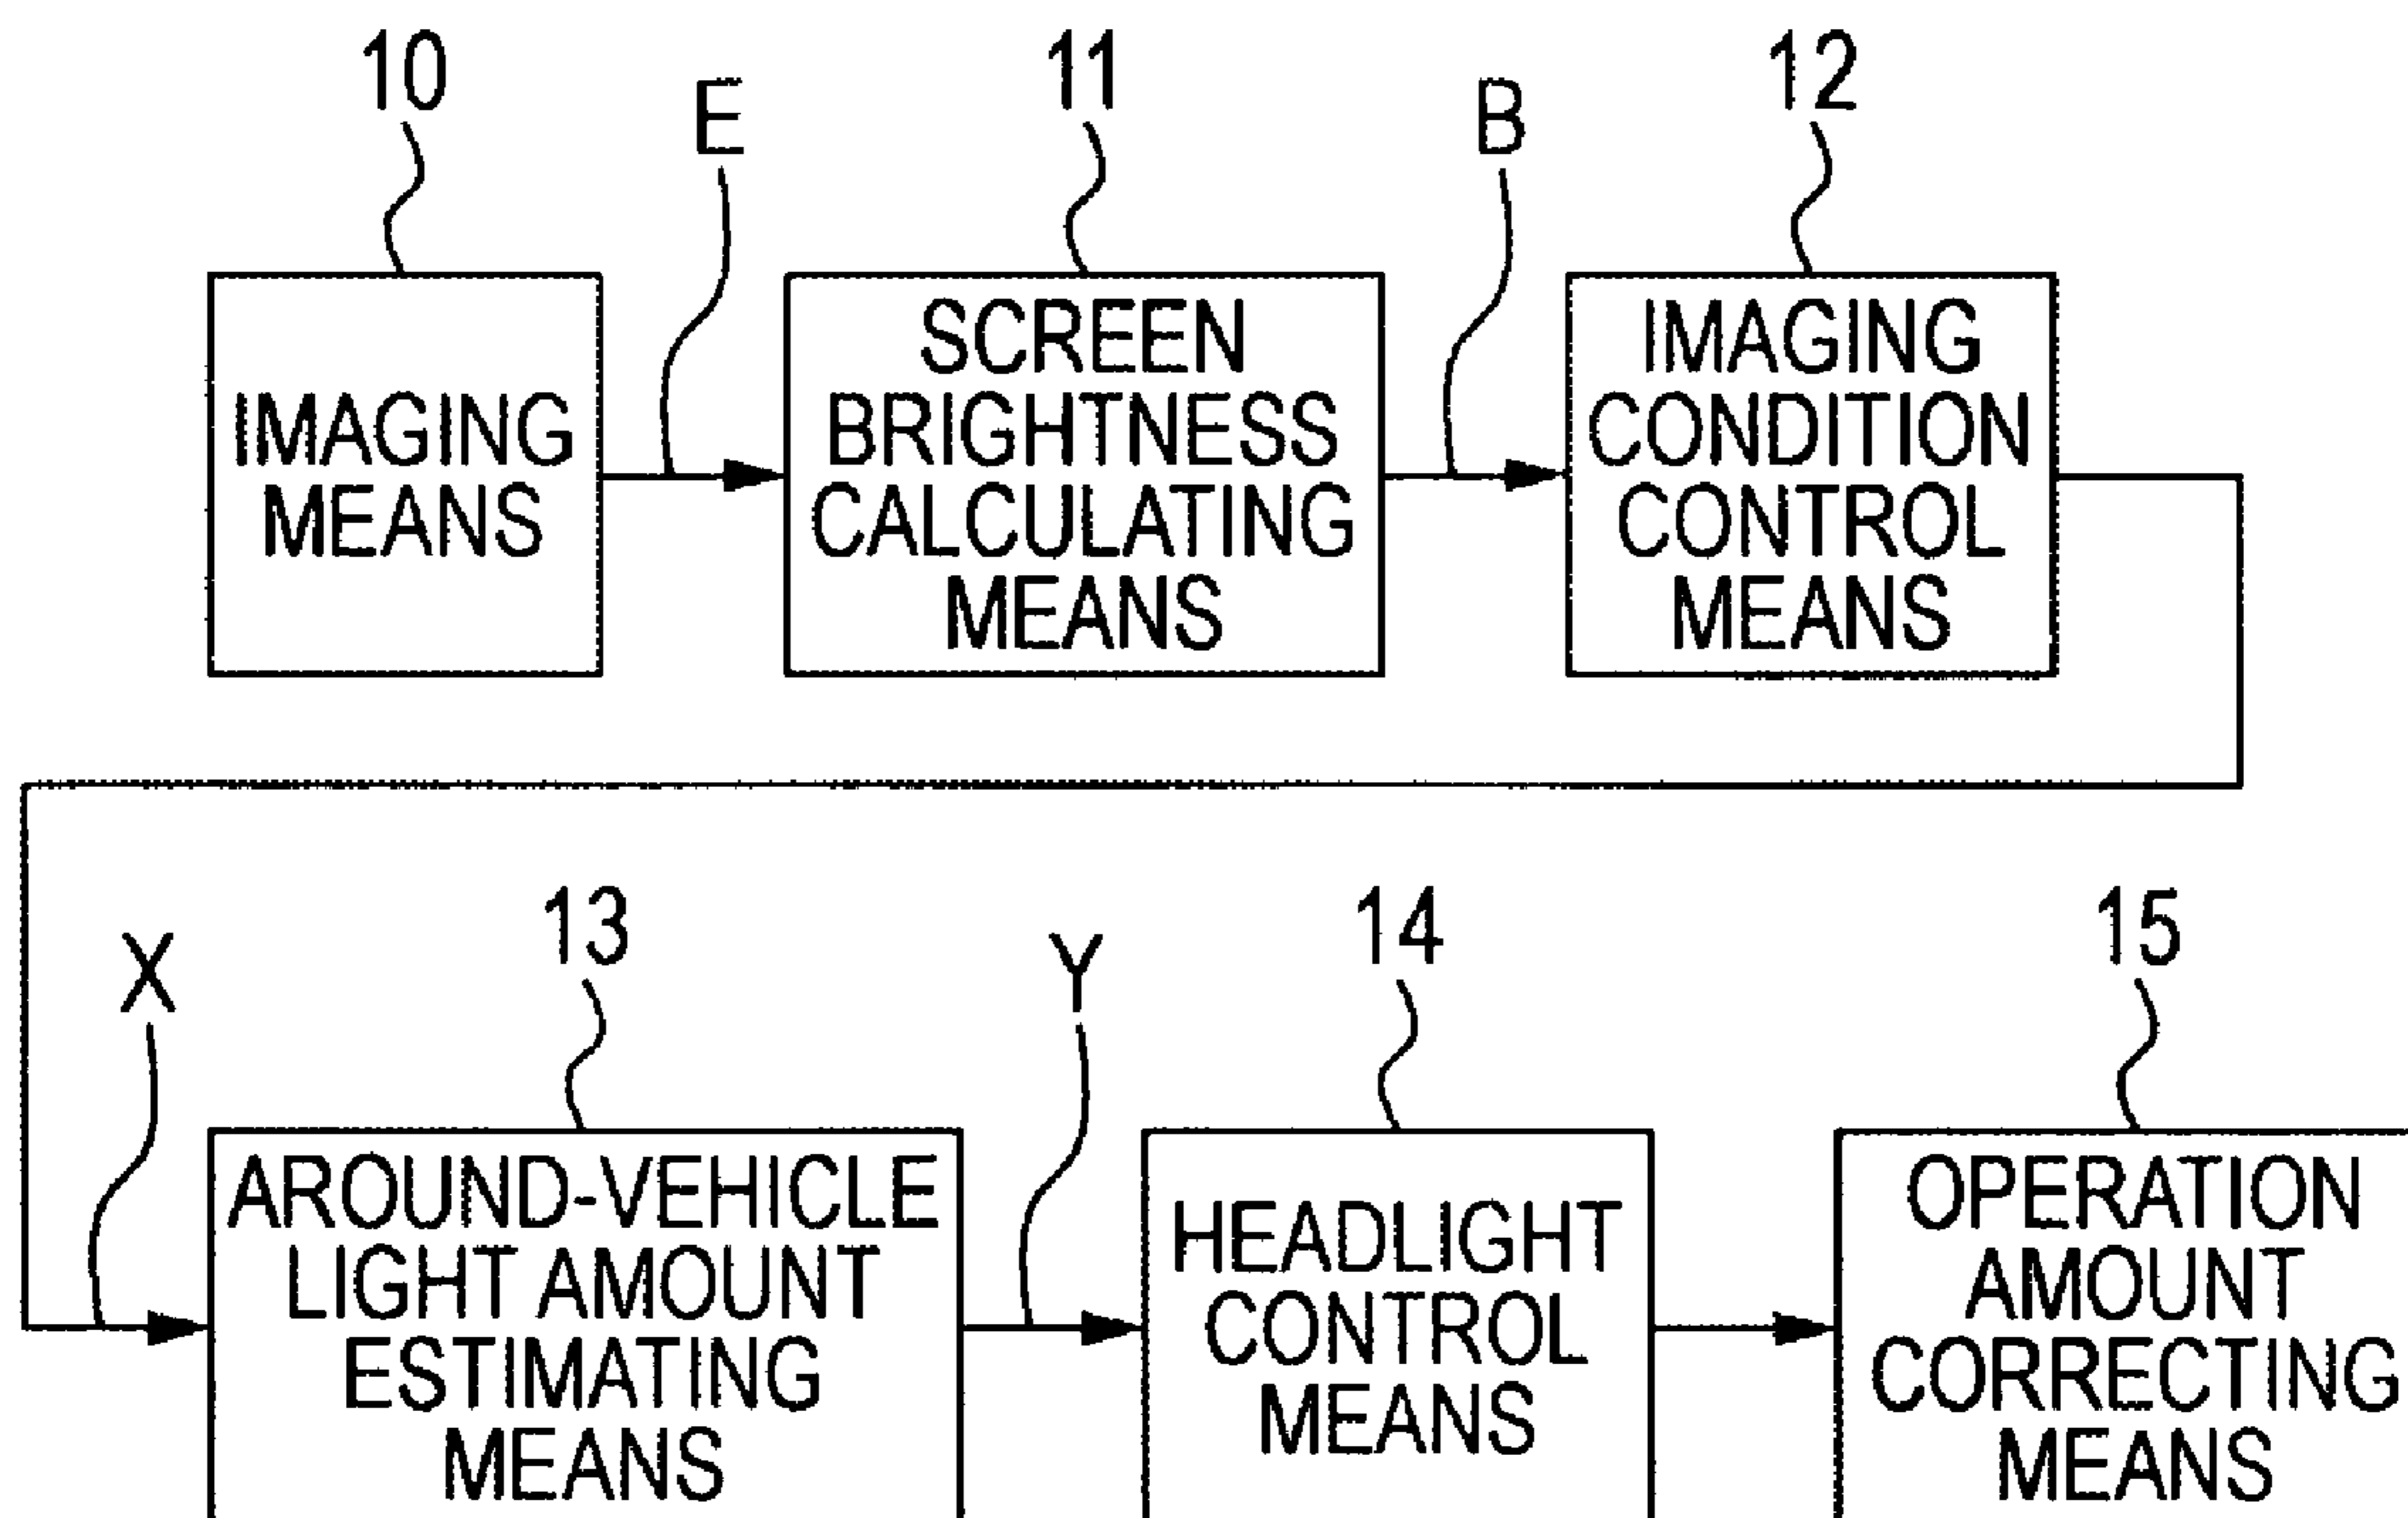 10
E
11
B
12
IMAGING
MEANS
SCREEN
BRIGHTNESS
CALCULATING
MEANS
IMAGING
CONDITION
CONTROL
MEANS
X
13
Y
14
15
AROUND-VEHICLE
LIGHT AMOUNT
ESTIMATING
MEANS
HEADLIGHT
CONTROL
MEANS
OPERATION
AMOUNT
CORRECTING
MEANS